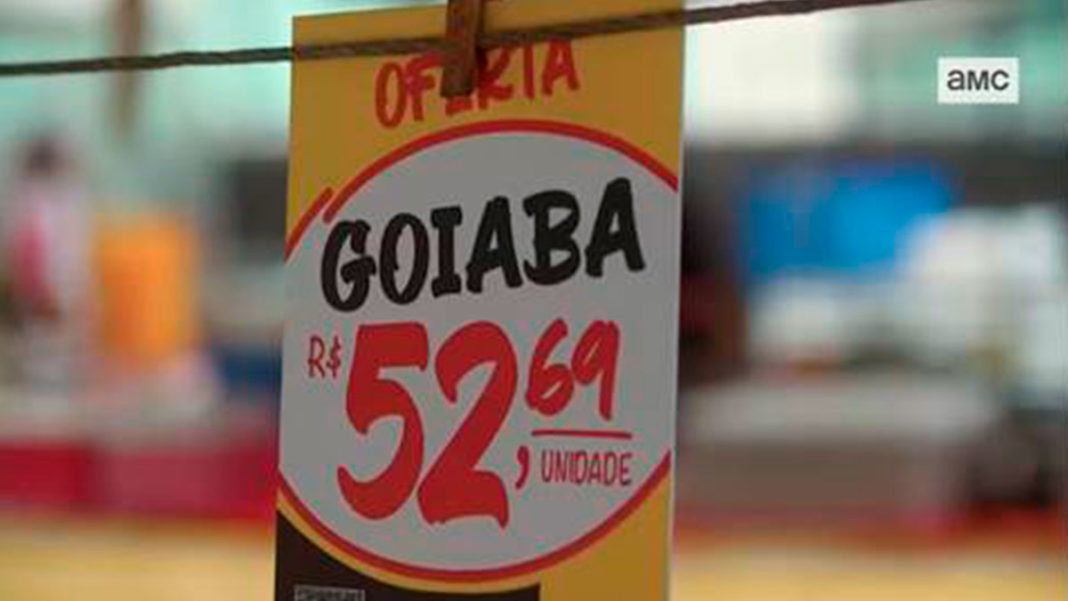 OFERTA
amc
GOIABA
R$ 52,69
UNIDADE